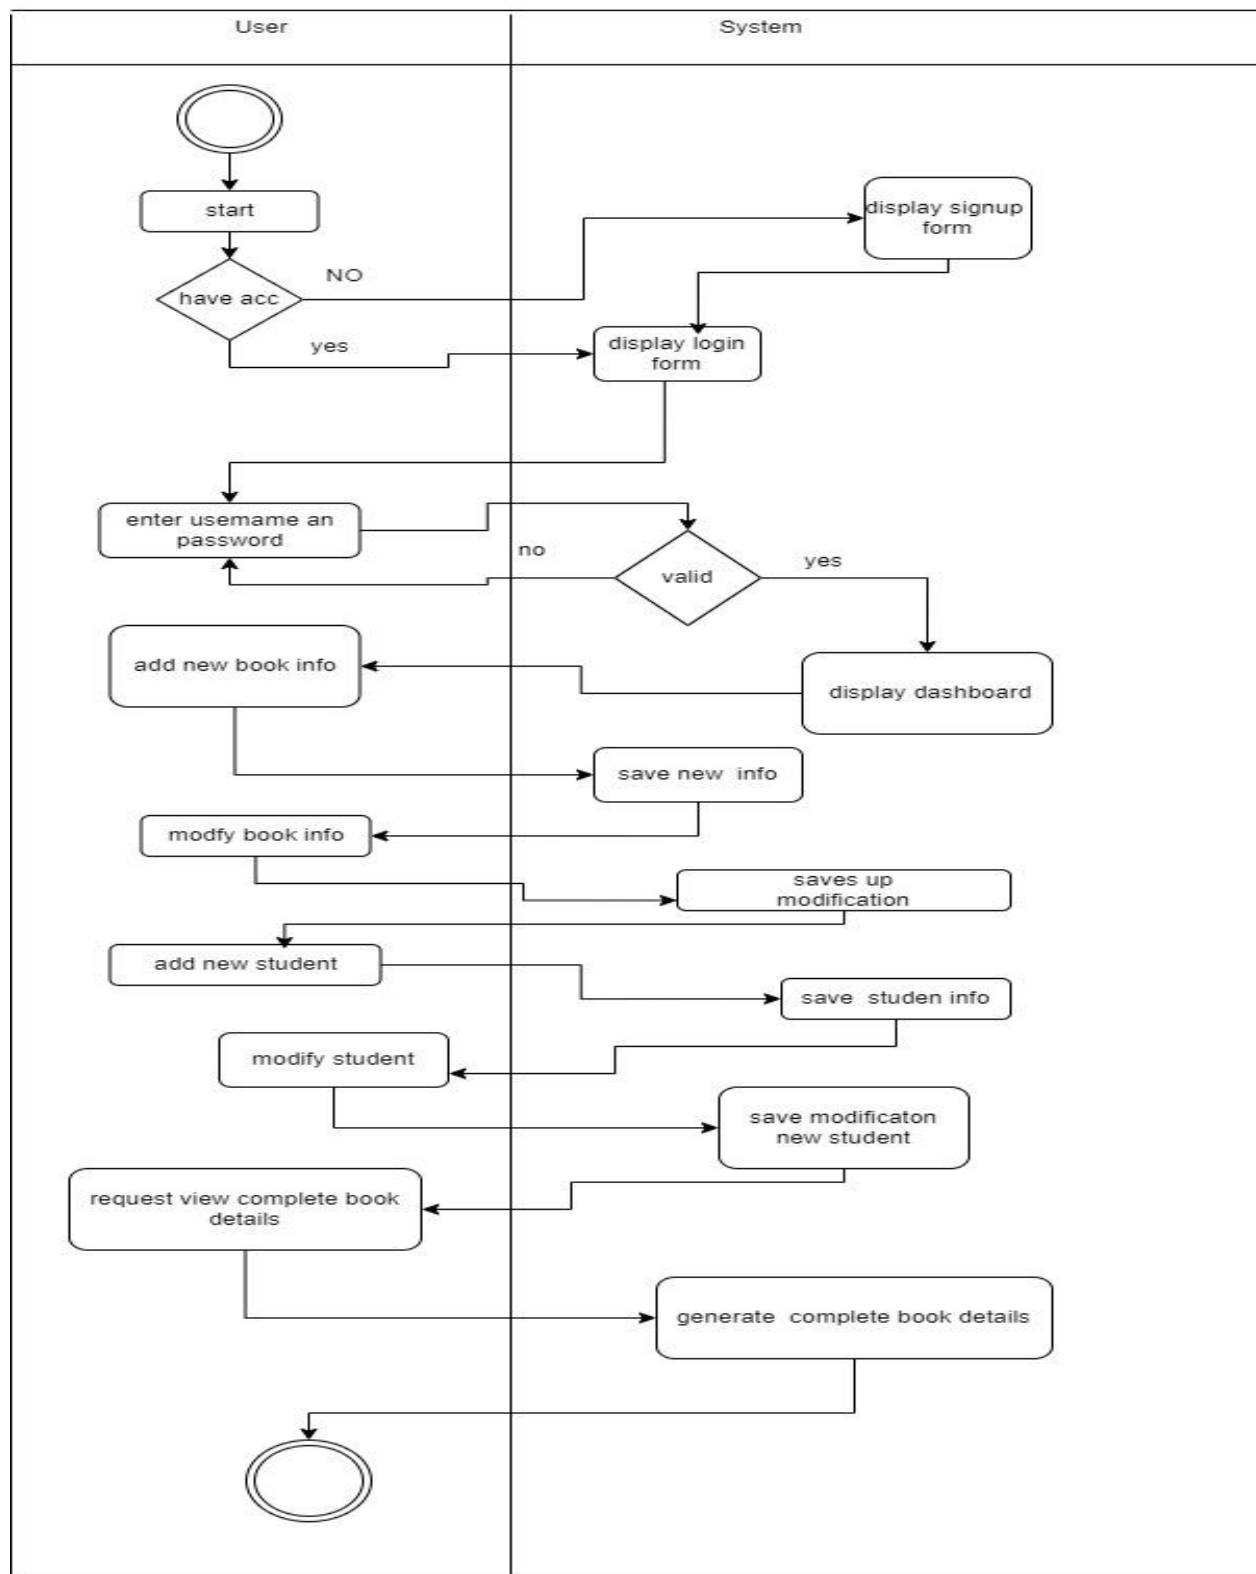 User
System
start
display signup
form
NO
have acc
yes
display login
form
enter username an
password
no
valid
yes
add new book info
display dashboard
save new info
modfy book info
saves up
modification
add new student
save studen info
modify student
save modificaton
new student
request view complete book
details
generate complete book details